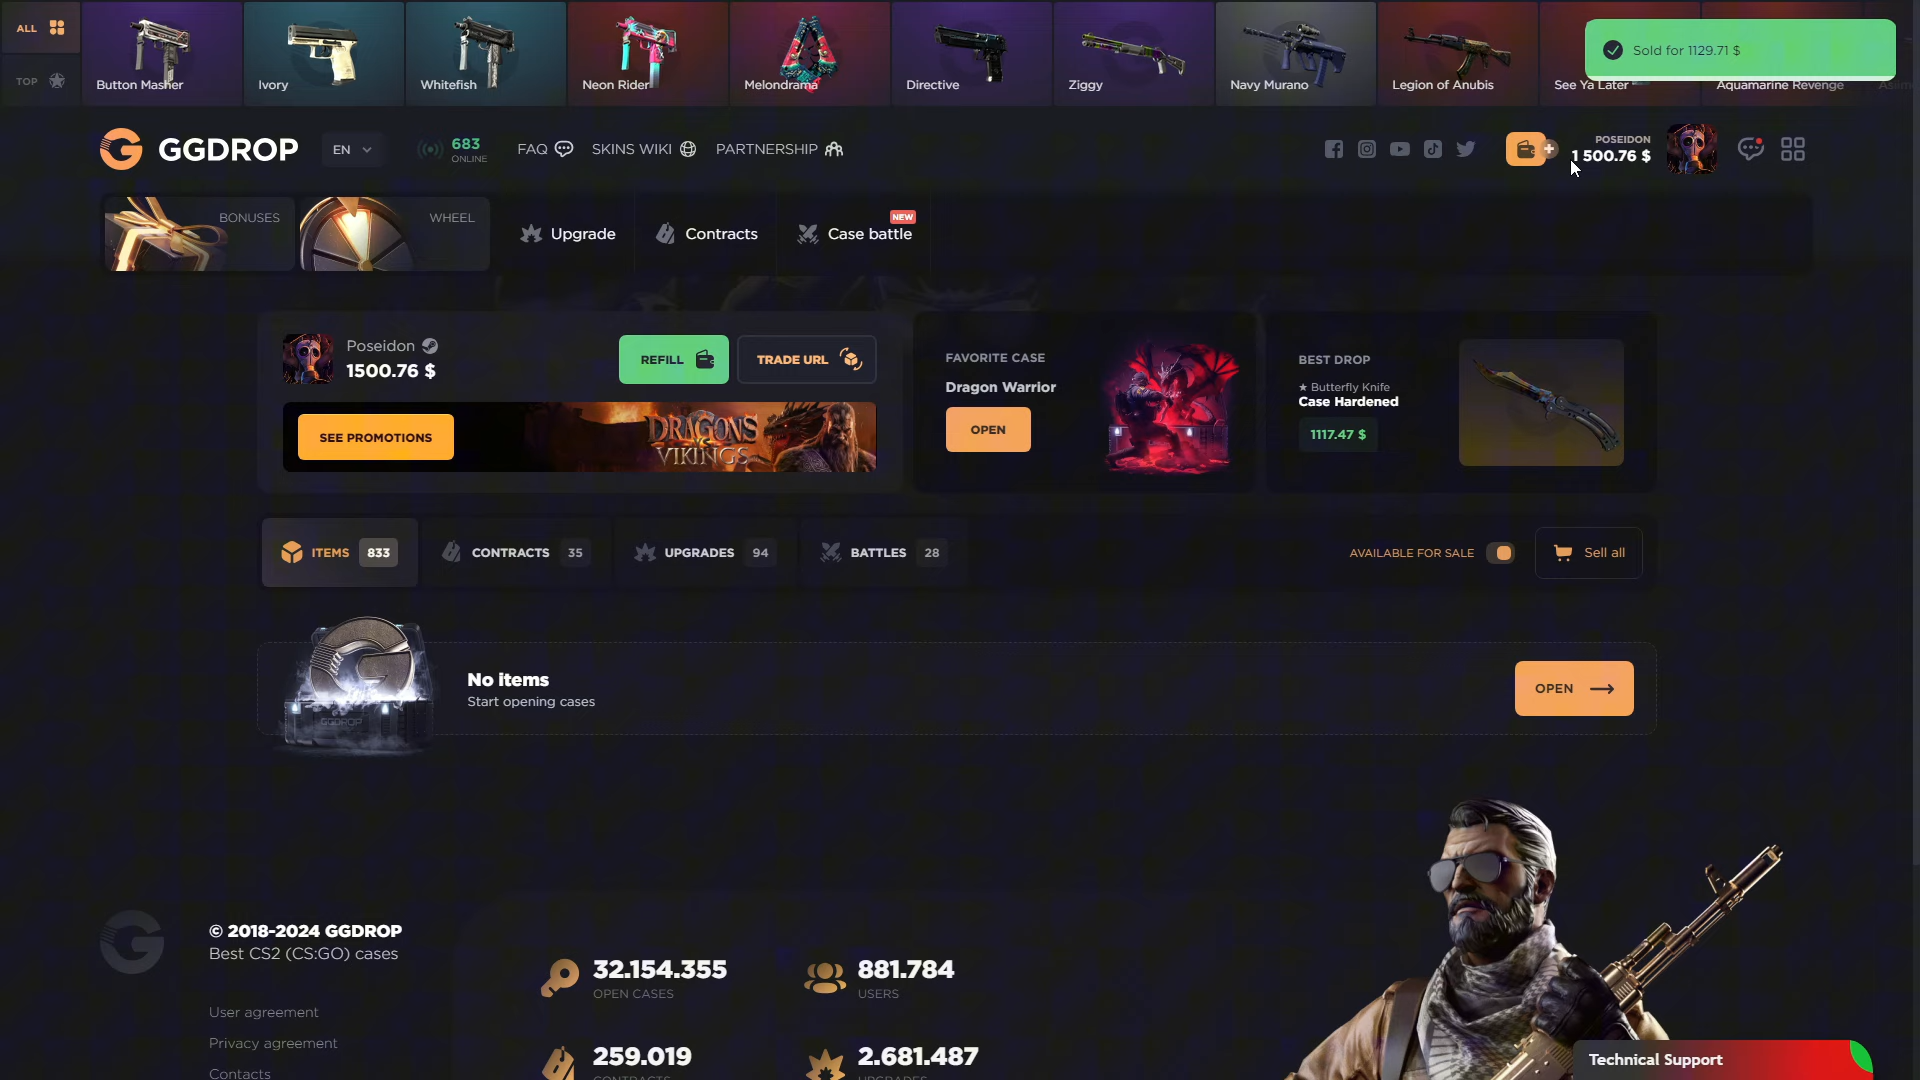 ALL
TOP
Button Masher
Ivory
Whitefish
Neon Rider
Melondrama
Directive
Ziggy
Navy Murano
Legion of Anubis
See Ya Later
Aquamarine Revenge
Sold for 1129.71 $
GGDROP
EN
683
ONLINE
FAQ
SKINS WIKI
PARTNERSHIP
POSEIDON
1 500.76 $
BONUSES
WHEEL
Upgrade
Contracts
NEW
Case battle
Poseidon
1500.76 $
REFILL
TRADE URL
SEE PROMOTIONS
DRAGONS
VS
VIKINGS
FAVORITE CASE
Dragon Warrior
OPEN
BEST DROP
★ Butterfly Knife
Case Hardened
1117.47 $
ITEMS 833
CONTRACTS 35
UPGRADES 94
BATTLES 28
AVAILABLE FOR SALE
Sell all
GGDROP
No items
Start opening cases
OPEN
© 2018-2024 GGDROP
Best CS2 (CS:GO) cases
User agreement
Privacy agreement
Contacts
32.154.355
OPEN CASES
881.784
USERS
259.019
CONTRACTS
2.681.487
UPGRADES
Technical Support